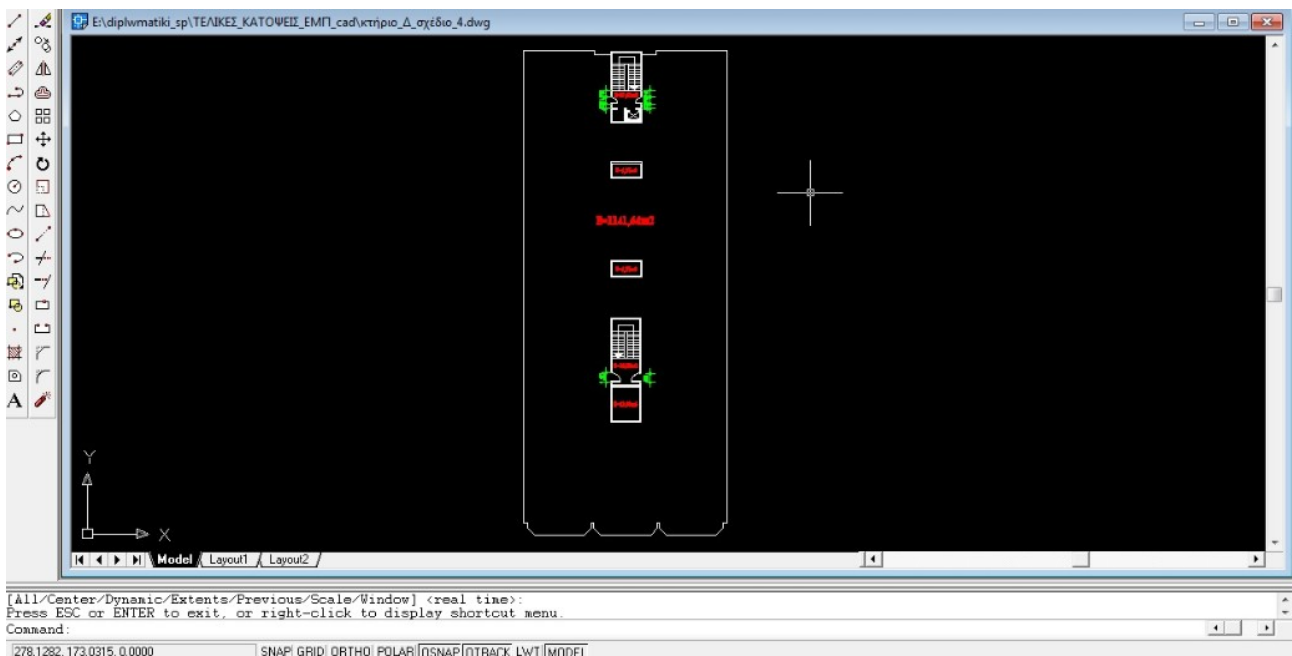 E:\diplwmatiki_sp\ΤΕΛΙΚΕΣ_ΚΑΤΟΨΕΙΣ_ΕΜΠ_cad\κτήριο_Δ_σχέδιο_4.dwg
A
Y
X
Model Layout1 Layout2
[All/Center/Dynamic/Extents/Previous/Scale/Window] <real time>:
Press ESC or ENTER to exit, or right-click to display shortcut menu.
Command:
278.1282, 173.0315, 0.0000 SNAP GRID ORTHO POLAR OSNAP OTRACK LWT MODEL